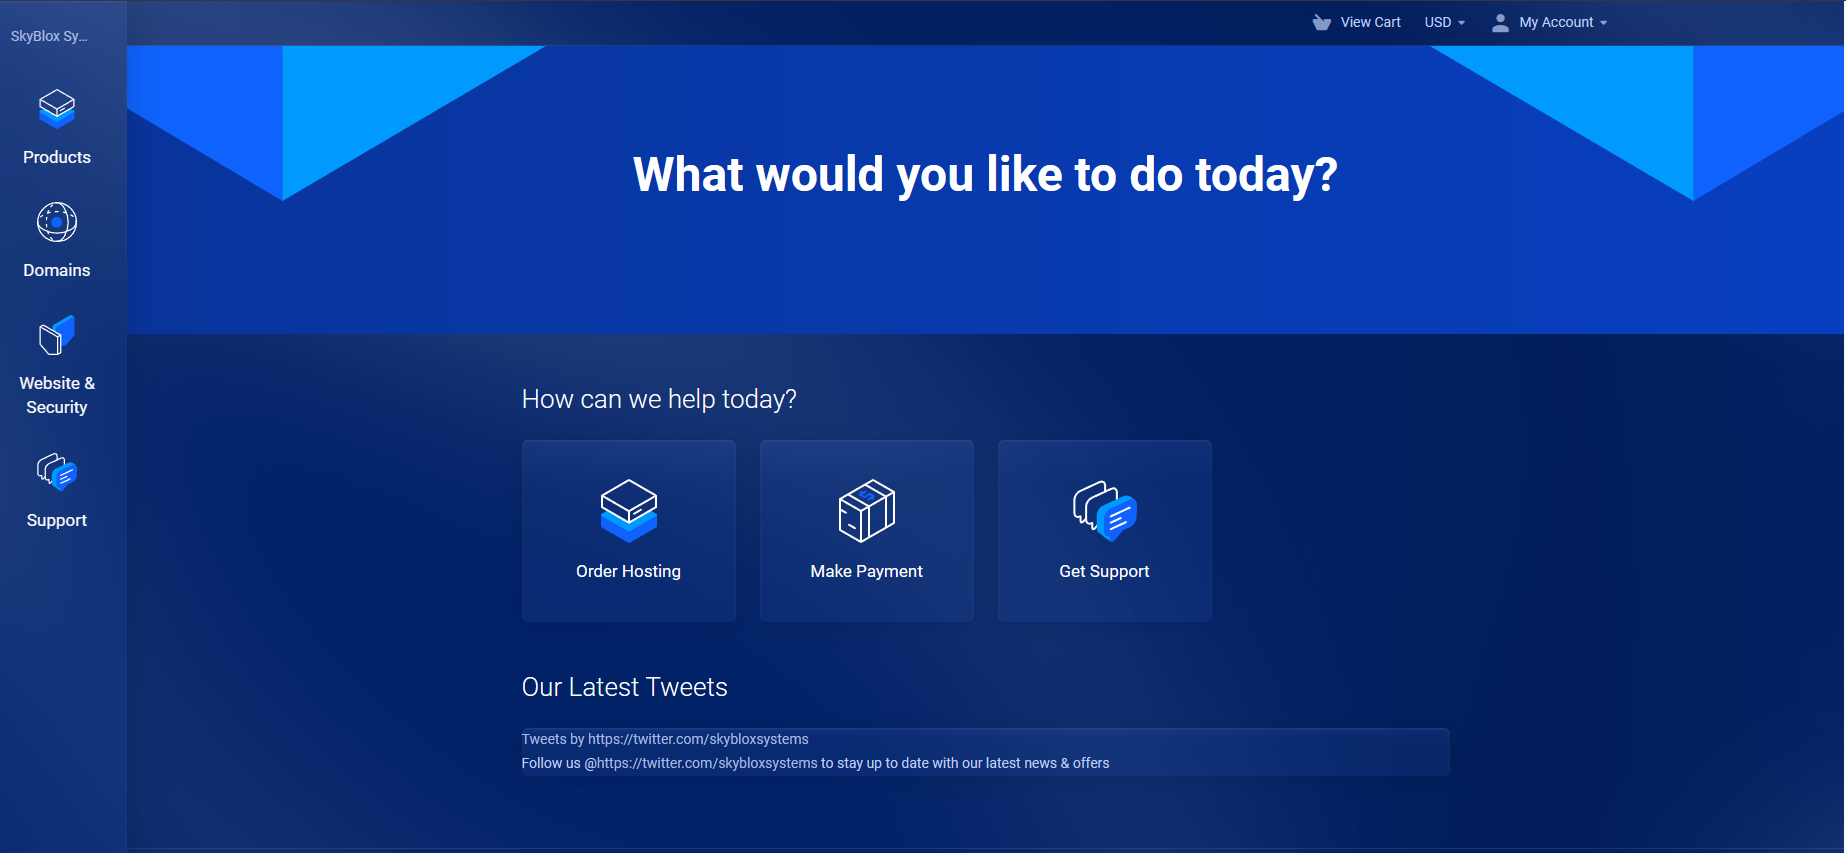 SkyBlox Sy...
View Cart
USD
My Account
Products
Domains
Website &
Security
Support
What would you like to do today?
How can we help today?
Order Hosting
Make Payment
Get Support
Our Latest Tweets
Tweets by https://twitter.com/skybloxsystems
Follow us @https://twitter.com/skybloxsystems to stay up to date with our latest news & offers